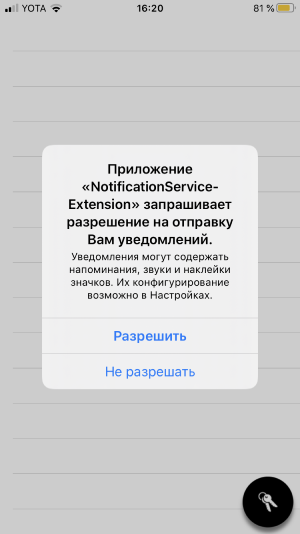 YOTA 16:20 81 %
Приложение
«NotificationService-
Extension» запрашивает
разрешение на отправку
Вам уведомлений.
Уведомления могут содержать
напоминания, звуки и наклейки
значков. Их конфигурирование
возможно в Настройках.
Разрешить
Не разрешать